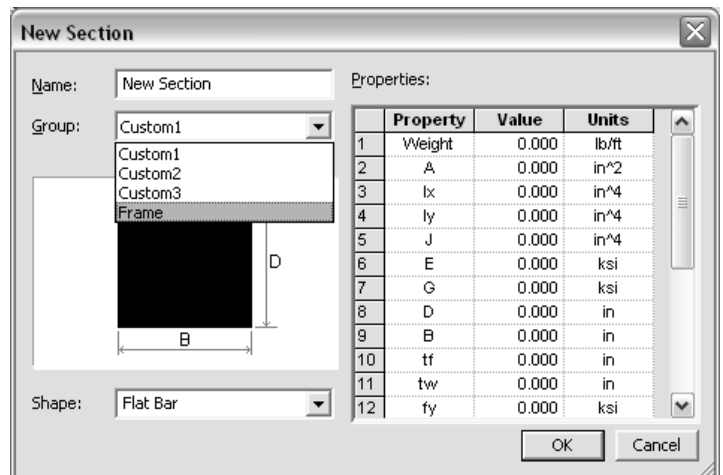 New Section
Name: New Section
Group: Custom1
Custom1
Custom2
Custom3
Frame
D
B
Shape: Flat Bar
Properties:
Property Value Units
1 Weight 0.000 lb/ft
2 A 0.000 in^2
3 Ix 0.000 in^4
4 Iy 0.000 in^4
5 J 0.000 in^4
6 E 0.000 ksi
7 G 0.000 ksi
8 D 0.000 in
9 B 0.000 in
10 tf 0.000 in
11 tw 0.000 in
12 fy 0.000 ksi
OK Cancel